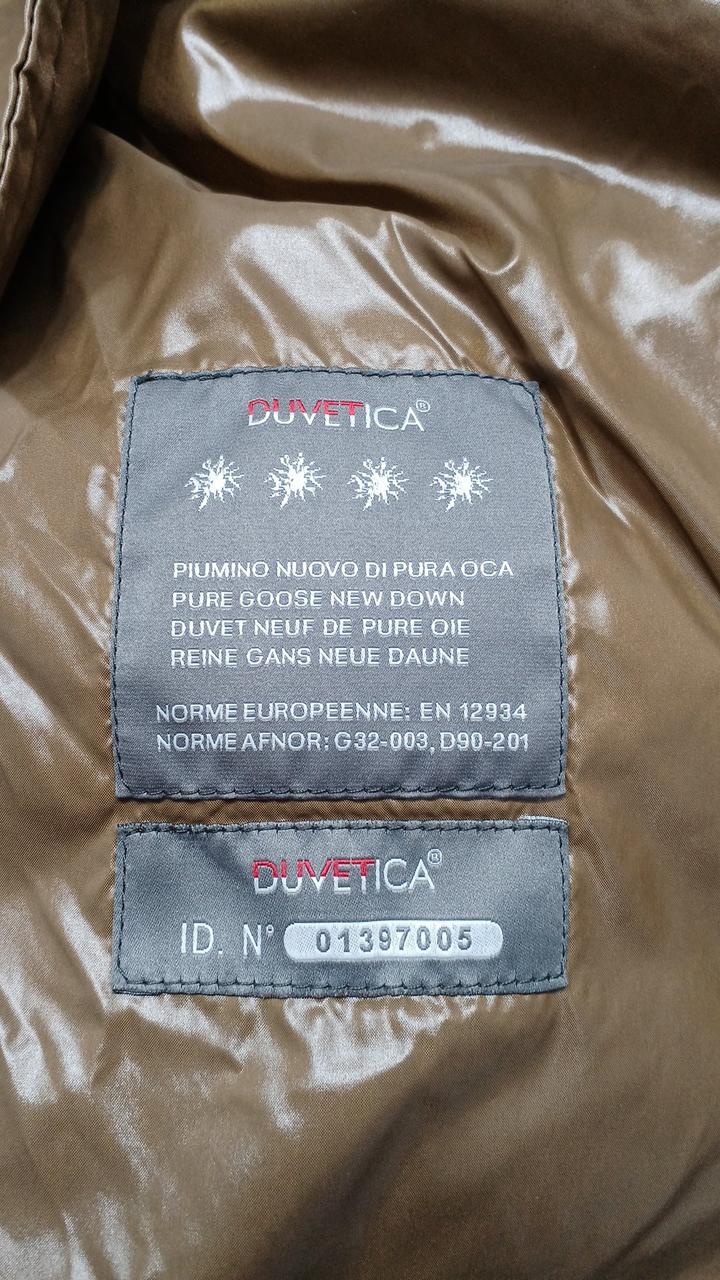 DUVETICA®
PIUMINO NUOVO DI PURA OCA
PURE GOOSE NEW DOWN
DUVET NEUF DE PURE OIE
REINE GANS NEUE DAUNE
NORME EUROPEENNE: EN 12934
NORME AFNOR: G32-003, D90-201
DUVETICA®
ID. N° 01397005